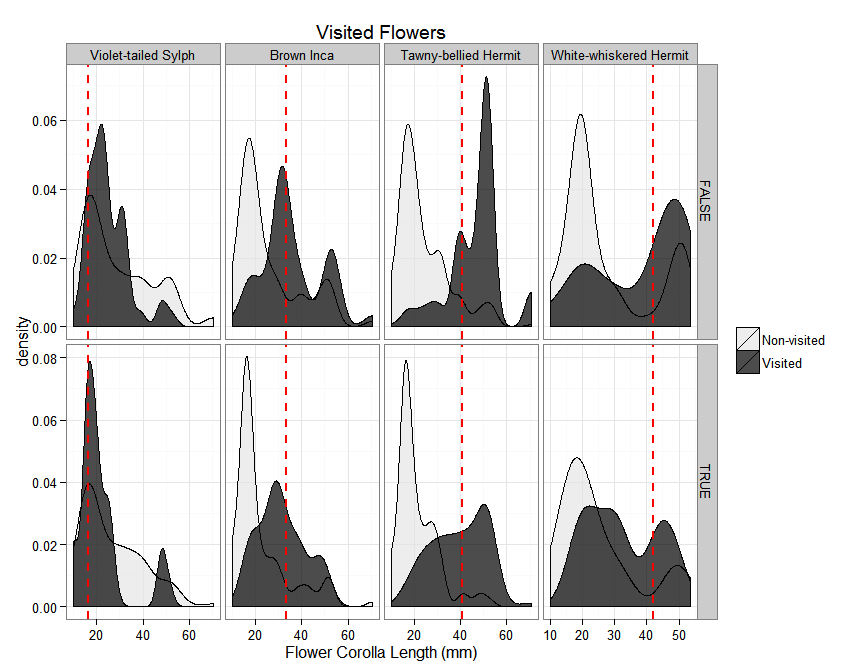 Visited Flowers
Violet-tailed Sylph Brown Inca Tawny-bellied Hermit White-whiskered Hermit
0.06
0.04
0.02
0.00
FALSE
density
0.08
0.06
0.04
0.02
0.00
TRUE
Non-visited
Visited
20 40 60 20 40 60 20 40 60 10 20 30 40 50
Flower Corolla Length (mm)